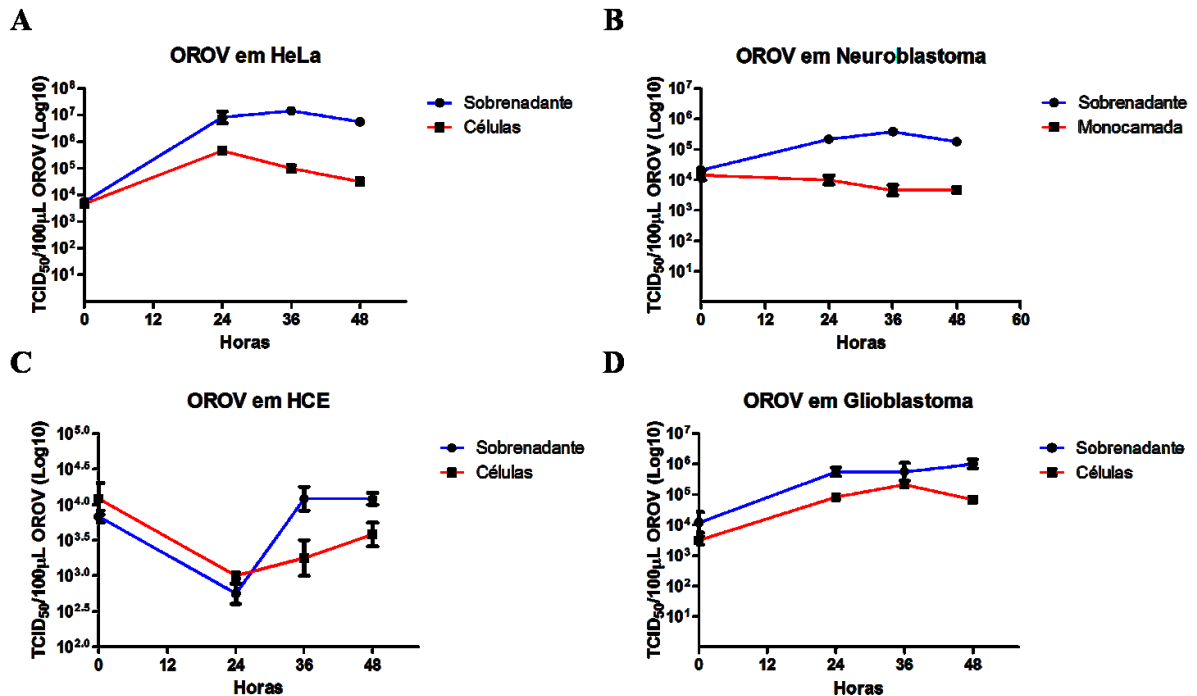 A
OROV em HeLa
TCID₅₀/100µL OROV (Log10)
10⁸
10⁷
10⁶
10⁵
10⁴
10³
10²
10¹
0 12 24 36 48
Horas
Sobrenadante
Células
B
OROV em Neuroblastoma
TCID₅₀/100µL OROV (Log10)
10⁷
10⁶
10⁵
10⁴
10³
10²
10¹
0 12 24 36 48 60
Horas
Sobrenadante
Monocamada
C
OROV em HCE
TCID₅₀/100µL OROV (Log10)
10⁵·⁰
10⁴·⁵
10⁴·⁰
10³·⁵
10³·⁰
10²·⁵
10²·⁰
0 12 24 36 48
Horas
Sobrenadante
Células
D
OROV em Glioblastoma
TCID₅₀/100µL OROV (Log10)
10⁷
10⁶
10⁵
10⁴
10³
10²
10¹
0 12 24 36 48
Horas
Sobrenadante
Células